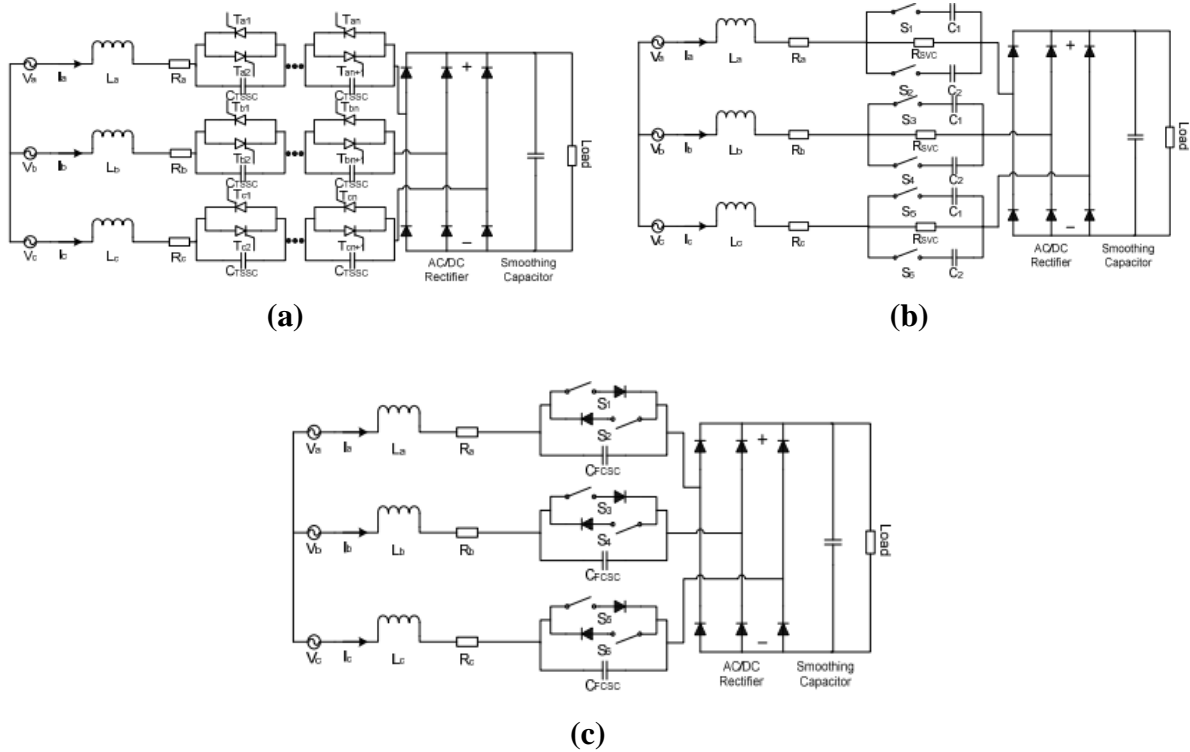 Ta1 Tan
Va Ia La Ra Ta2 Tan+1
CTSSC CTSSC
Tb1 Tbn
Vb Ib Lb Rb Tb2 Tbn+1
CTSSC CTSSC
Tc1 Tcn
Vc Ic Lc Rc Tc2 Tcn+1
CTSSC CTSSC
+
−
Load
AC/DC
Rectifier
Smoothing
Capacitor
(a)
S1 C1
Va Ia La Ra RSVC
S2 C2
S3 C1
Vb Ib Lb Rb RSVC
S4 C2
S5 C1
Vc Ic Lc Rc RSVC
S6 C2
+
−
Load
AC/DC
Rectifier
Smoothing
Capacitor
(b)
S1
Va Ia La Ra S2
CFCSC
S3
Vb Ib Lb Rb S4
CFCSC
S5
Vc Ic Lc Rc S6
CFCSC
+
−
Load
AC/DC
Rectifier
Smoothing
Capacitor
(c)